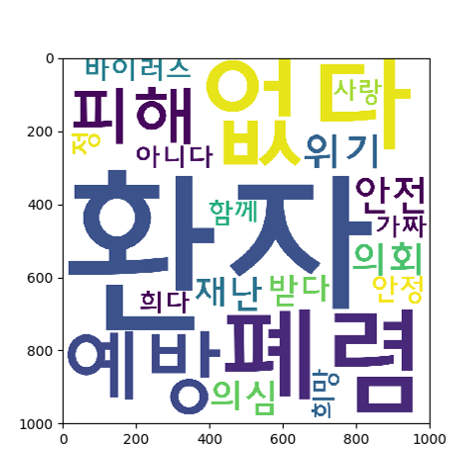 0
바이러스
없다
사랑
피해
200
정
아니다
위기
환자
안전
400
함께
가짜
의회
600
희다
재난
받다
안정
예방
폐렴
800
의심
희망
1000
0
200
400
600
800
1000